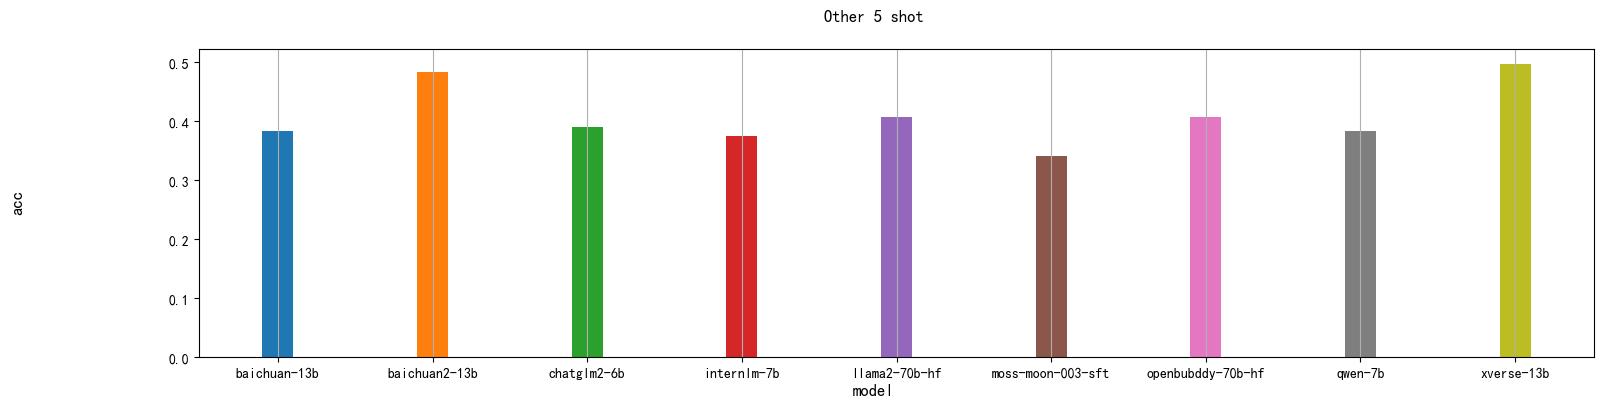 Other 5 shot
acc
0.5
0.4
0.3
0.2
0.1
0.0
baichuan-13b baichuan2-13b chatglm2-6b internlm-7b llama2-70b-hf moss-moon-003-sft openbubddy-70b-hf qwen-7b xverse-13b
model